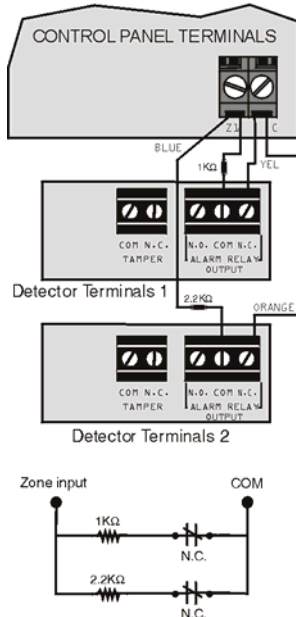 CONTROL PANEL TERMINALS
Z1 C
BLUE
1KΩ
YEL
COM N.C. N.O. COM N.C.
TAMPER ALARM RELAY
OUTPUT
Detector Terminals 1
2.2KΩ
ORANGE
COM N.C. N.O. COM N.C.
TAMPER ALARM RELAY
OUTPUT
Detector Terminals 2
Zone input COM
1KΩ
N.C.
2.2KΩ
N.C.